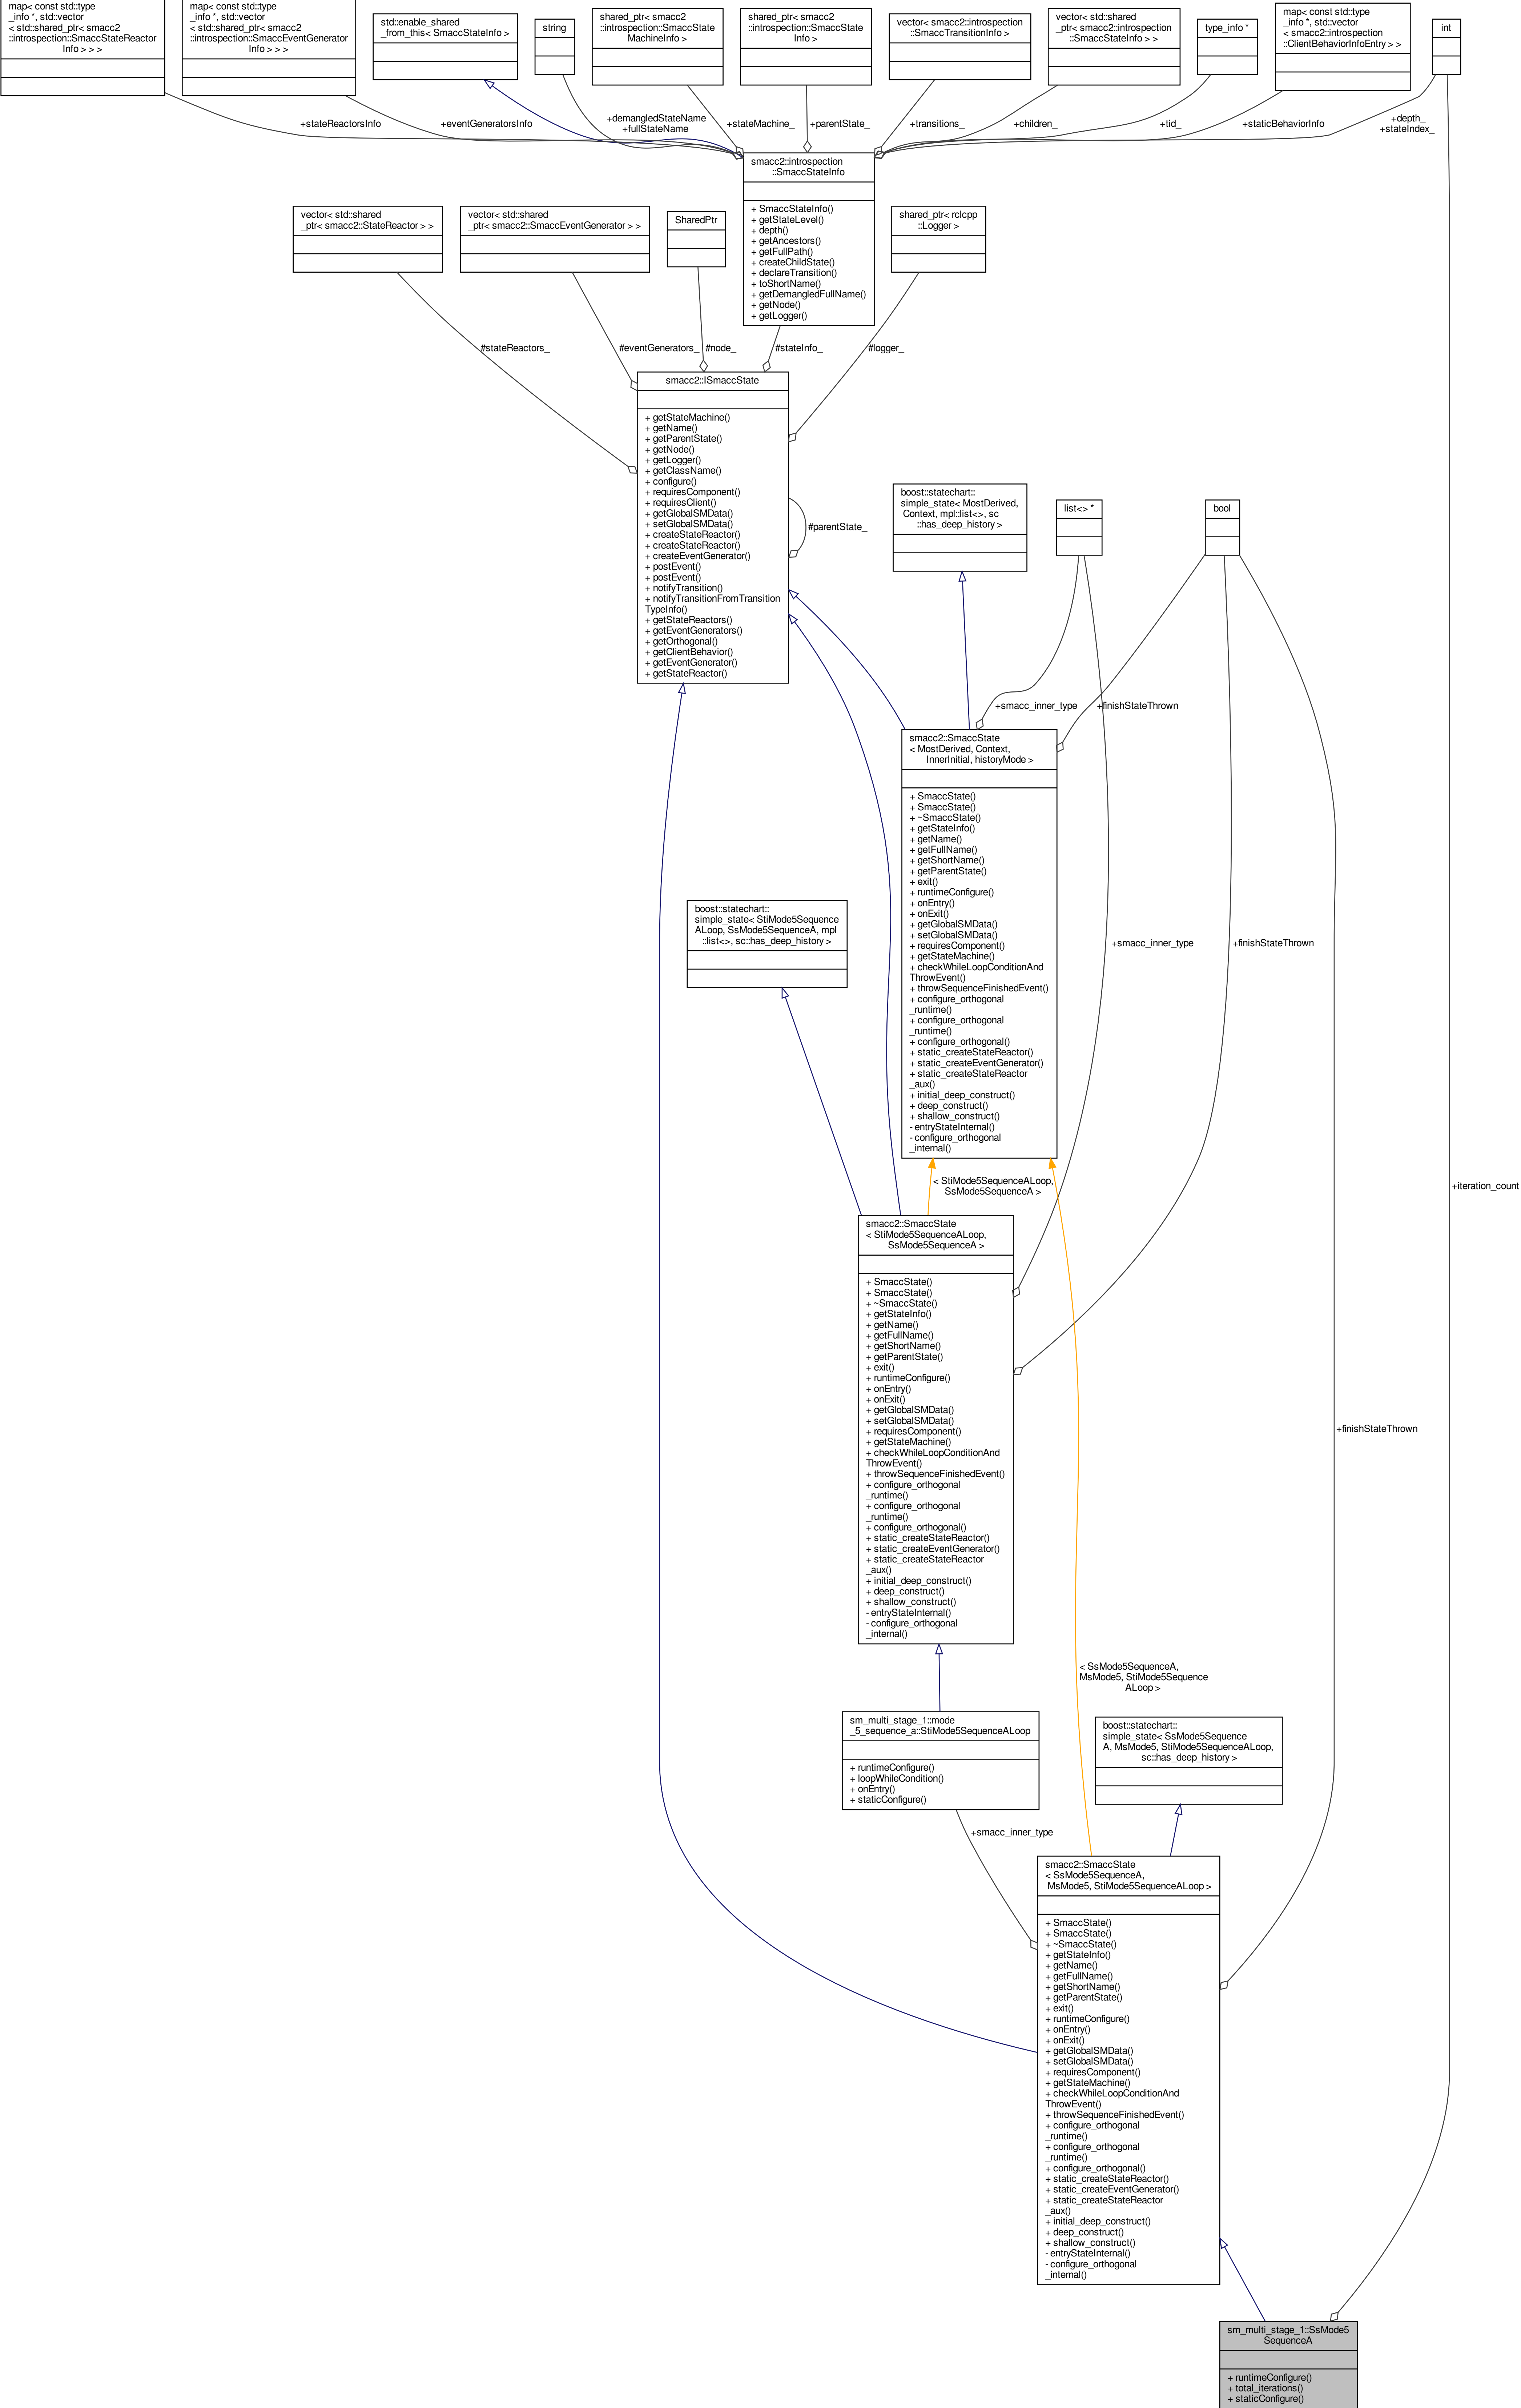 map< const std::type
_info *, std::vector
< std::shared_ptr< smacc2
::introspection::SmaccStateReactor
Info > > >
map< const std::type
_info *, std::vector
< std::shared_ptr< smacc2
::introspection::SmaccEventGenerator
Info > > >
std::enable_shared
_from_this< SmaccStateInfo >
string
shared_ptr< smacc2
::introspection::SmaccState
MachineInfo >
shared_ptr< smacc2
::introspection::SmaccState
Info >
vector< smacc2::introspection
::SmaccTransitionInfo >
vector< std::shared
_ptr< smacc2::introspection
::SmaccStateInfo > >
type_info *
map< const std::type
_info *, std::vector
< smacc2::introspection
::ClientBehaviorInfoEntry > >
int
+stateReactorsInfo
+eventGeneratorsInfo
+demangledStateName
+fullStateName
+stateMachine_
+parentState_
+transitions_
+children_
+tid_
+staticBehaviorInfo
+depth_
+stateIndex_
smacc2::introspection
::SmaccStateInfo
+ SmaccStateInfo()
+ getStateLevel()
+ depth()
+ getAncestors()
+ getFullPath()
+ createChildState()
+ declareTransition()
+ toShortName()
+ getDemangledFullName()
+ getNode()
+ getLogger()
vector< std::shared
_ptr< smacc2::StateReactor > >
vector< std::shared
_ptr< smacc2::SmaccEventGenerator > >
SharedPtr
shared_ptr< rclcpp
::Logger >
#stateReactors_
#eventGenerators_
#node_
#stateInfo_
#logger_
smacc2::ISmaccState
+ getStateMachine()
+ getName()
+ getParentState()
+ getNode()
+ getLogger()
+ getClassName()
+ configure()
+ requiresComponent()
+ requiresClient()
+ getGlobalSMData()
+ setGlobalSMData()
+ createStateReactor()
+ createStateReactor()
+ createEventGenerator()
+ postEvent()
+ postEvent()
+ notifyTransition()
+ notifyTransitionFromTransition
TypeInfo()
+ getStateReactors()
+ getEventGenerators()
+ getOrthogonal()
+ getClientBehavior()
+ getEventGenerator()
+ getStateReactor()
#parentState_
boost::statechart::
simple_state< MostDerived,
Context, mpl::list<>, sc
::has_deep_history >
list<> *
bool
+smacc_inner_type
+finishStateThrown
smacc2::SmaccState
< MostDerived, Context,
InnerInitial, historyMode >
+ SmaccState()
+ SmaccState()
+ ~SmaccState()
+ getStateInfo()
+ getName()
+ getFullName()
+ getShortName()
+ getParentState()
+ exit()
+ runtimeConfigure()
+ onEntry()
+ onExit()
+ getGlobalSMData()
+ setGlobalSMData()
+ requiresComponent()
+ getStateMachine()
+ checkWhileLoopConditionAnd
ThrowEvent()
+ throwSequenceFinishedEvent()
+ configure_orthogonal
_runtime()
+ configure_orthogonal
_runtime()
+ configure_orthogonal()
+ static_createStateReactor()
+ static_createEventGenerator()
+ static_createStateReactor
_aux()
+ initial_deep_construct()
+ deep_construct()
+ shallow_construct()
- entryStateInternal()
- configure_orthogonal
_internal()
boost::statechart::
simple_state< StiMode5Sequence
ALoop, SsMode5SequenceA, mpl
::list<>, sc::has_deep_history >
+smacc_inner_type
+finishStateThrown
< StiMode5SequenceALoop,
SsMode5SequenceA >
+iteration_count
smacc2::SmaccState
< StiMode5SequenceALoop,
SsMode5SequenceA >
+ SmaccState()
+ SmaccState()
+ ~SmaccState()
+ getStateInfo()
+ getName()
+ getFullName()
+ getShortName()
+ getParentState()
+ exit()
+ runtimeConfigure()
+ onEntry()
+ onExit()
+ getGlobalSMData()
+ setGlobalSMData()
+ requiresComponent()
+ getStateMachine()
+ checkWhileLoopConditionAnd
ThrowEvent()
+ throwSequenceFinishedEvent()
+ configure_orthogonal
_runtime()
+ configure_orthogonal
_runtime()
+ configure_orthogonal()
+ static_createStateReactor()
+ static_createEventGenerator()
+ static_createStateReactor
_aux()
+ initial_deep_construct()
+ deep_construct()
+ shallow_construct()
- entryStateInternal()
- configure_orthogonal
_internal()
+finishStateThrown
< SsMode5SequenceA,
MsMode5, StiMode5Sequence
ALoop >
sm_multi_stage_1::mode
_5_sequence_a::StiMode5SequenceALoop
+ runtimeConfigure()
+ loopWhileCondition()
+ onEntry()
+ staticConfigure()
boost::statechart::
simple_state< SsMode5Sequence
A, MsMode5, StiMode5SequenceALoop,
sc::has_deep_history >
+smacc_inner_type
smacc2::SmaccState
< SsMode5SequenceA,
MsMode5, StiMode5SequenceALoop >
+ SmaccState()
+ SmaccState()
+ ~SmaccState()
+ getStateInfo()
+ getName()
+ getFullName()
+ getShortName()
+ getParentState()
+ exit()
+ runtimeConfigure()
+ onEntry()
+ onExit()
+ getGlobalSMData()
+ setGlobalSMData()
+ requiresComponent()
+ getStateMachine()
+ checkWhileLoopConditionAnd
ThrowEvent()
+ throwSequenceFinishedEvent()
+ configure_orthogonal
_runtime()
+ configure_orthogonal
_runtime()
+ configure_orthogonal()
+ static_createStateReactor()
+ static_createEventGenerator()
+ static_createStateReactor
_aux()
+ initial_deep_construct()
+ deep_construct()
+ shallow_construct()
- entryStateInternal()
- configure_orthogonal
_internal()
sm_multi_stage_1::SsMode5
SequenceA
+ runtimeConfigure()
+ total_iterations()
+ staticConfigure()